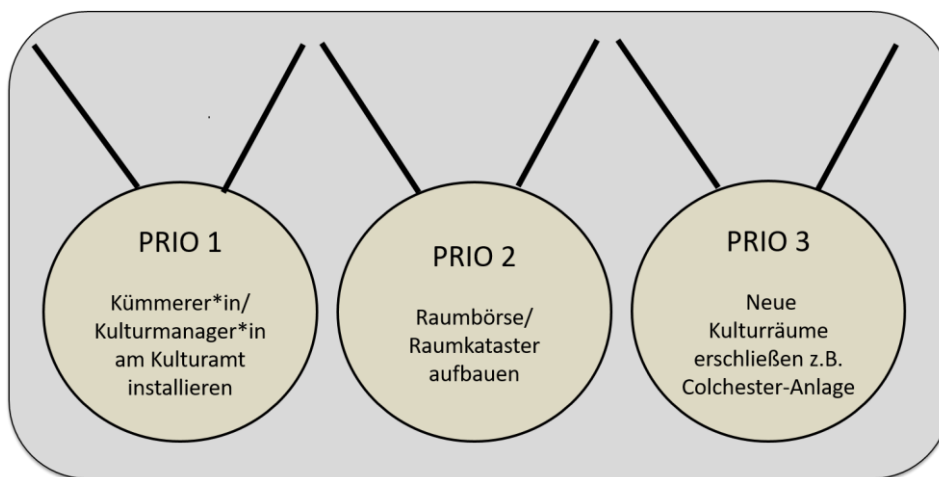 PRIO 1
Kümmerer*in/
Kulturmanager*in
am Kulturamt
installieren
PRIO 2
Raumbörse/
Raumkataster
aufbauen
PRIO 3
Neue
Kulturräume
erschließen z.B.
Colchester-Anlage